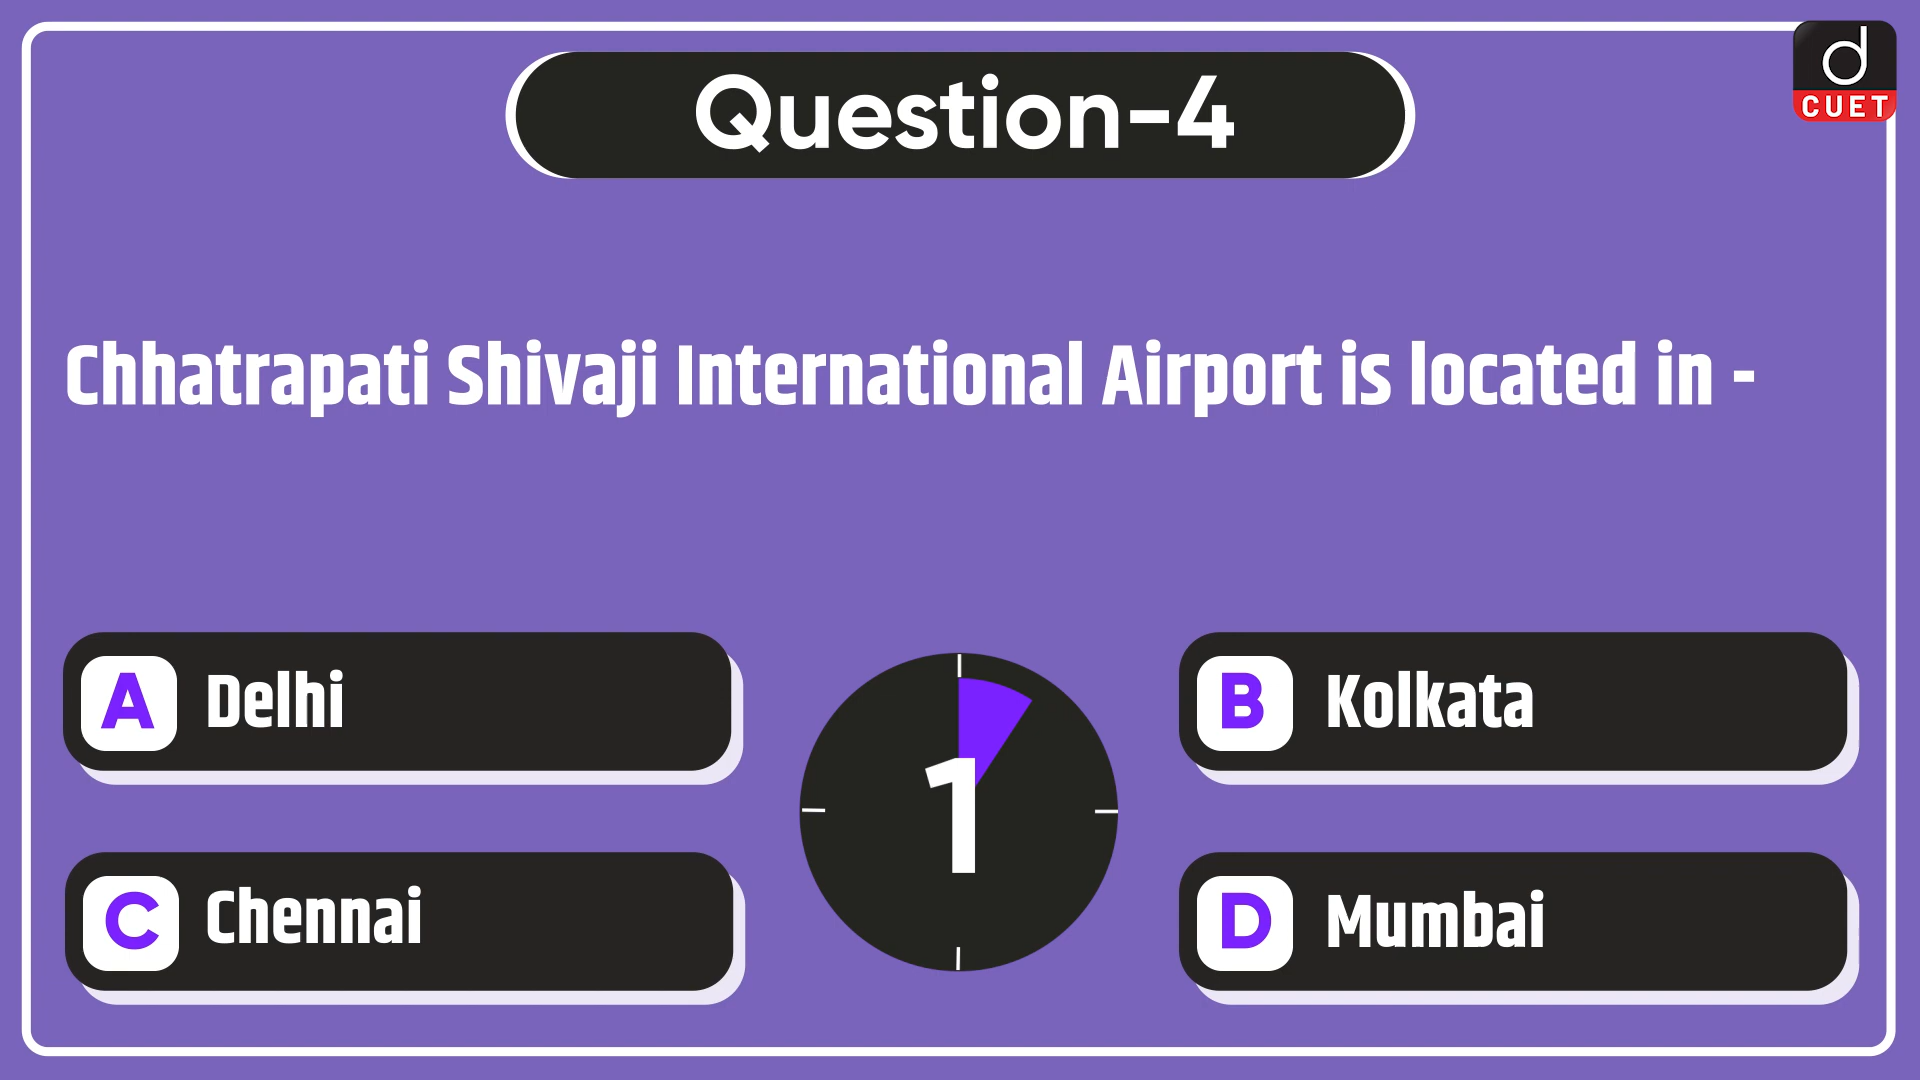 Question-4
d
CUET
Chhatrapati Shivaji International Airport is located in -
A Delhi
B Kolkata
1
C Chennai
D Mumbai